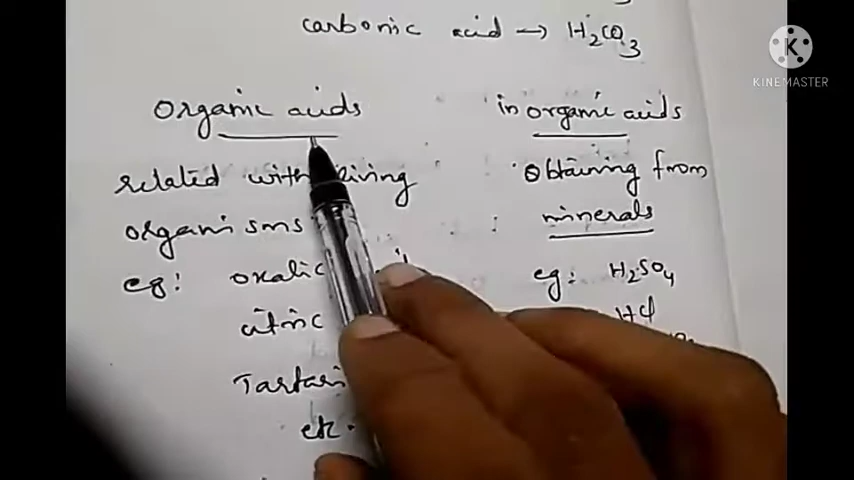 carbonic acid → H₂CO₃
KINEMASTER
organic acids
related with living
organisms
eg: oxalic
citric
Tartari
etc.
inorganic acids
obtaining from
minerals
eg: H₂SO₄
HCl